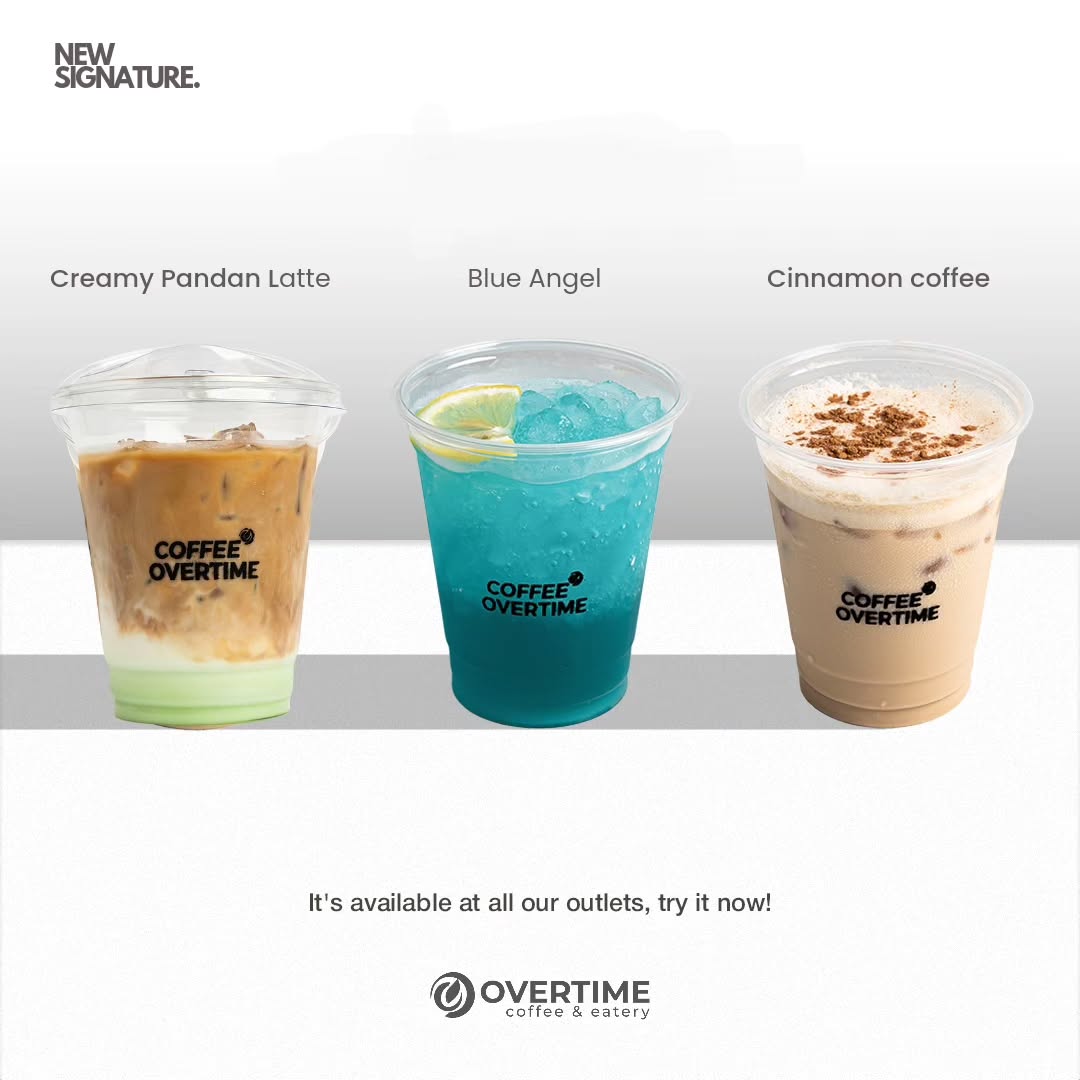 NEW
SIGNATURE.
Creamy Pandan Latte
Blue Angel
Cinnamon coffee
COFFEE
OVERTIME
COFFEE
OVERTIME
COFFEE
OVERTIME
It's available at all our outlets, try it now!
OVERTIME
coffee & eatery